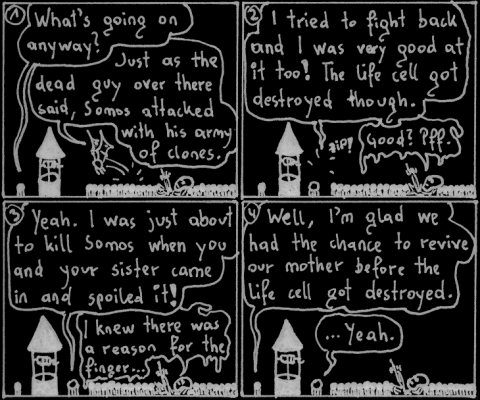 1
What's going on
anyway?
Just as the
dead guy over there
said, Somos attacked
with his army
of clones.
2
I tried to fight back
and I was very good at
it too! The life cell got
destroyed though.
ZIP!
Good? Pff.
3
Yeah. I was just about
to kill Somos when you
and your sister came
in and spoiled it!
I knew there was
a reason for the
finger...
4
Well, I'm glad we
had the chance to revive
our mother before the
life cell got destroyed.
...Yeah.